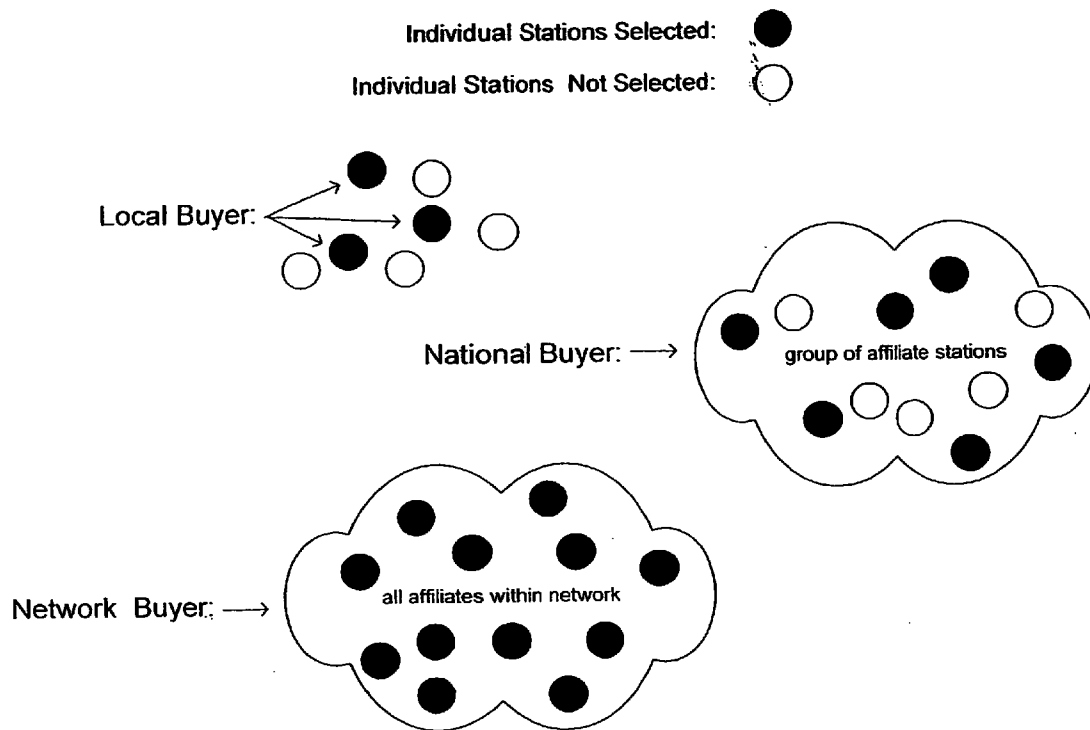 Individual Stations Selected:
Individual Stations Not Selected:
Local Buyer:
National Buyer:
group of affiliate stations
all affiliates within network
Network Buyer: